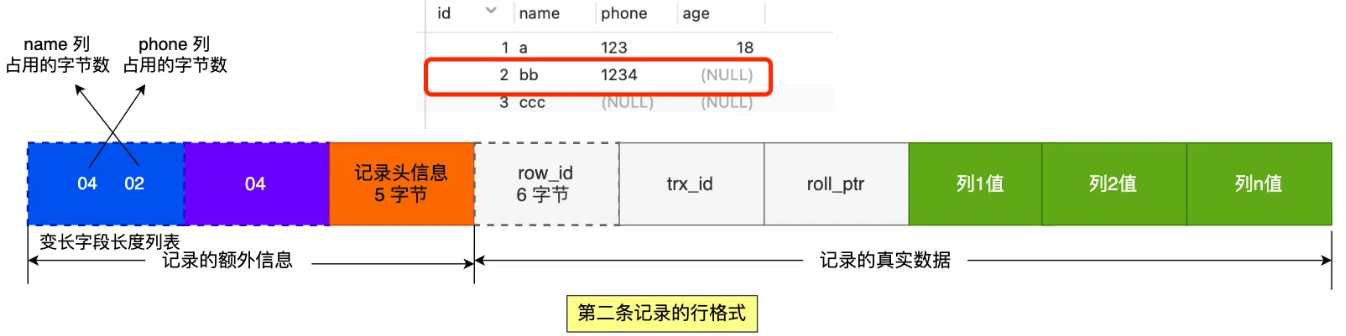 id name phone age
1 a 123 18
2 bb 1234 (NULL)
3 ccc (NULL) (NULL)
name 列
占用的字节数
phone 列
占用的字节数
04 02
04
记录头信息
5 字节
row_id
6 字节
trx_id
roll_ptr
列1值
列2值
列n值
变长字段长度列表
记录的额外信息
记录的真实数据
第二条记录的行格式